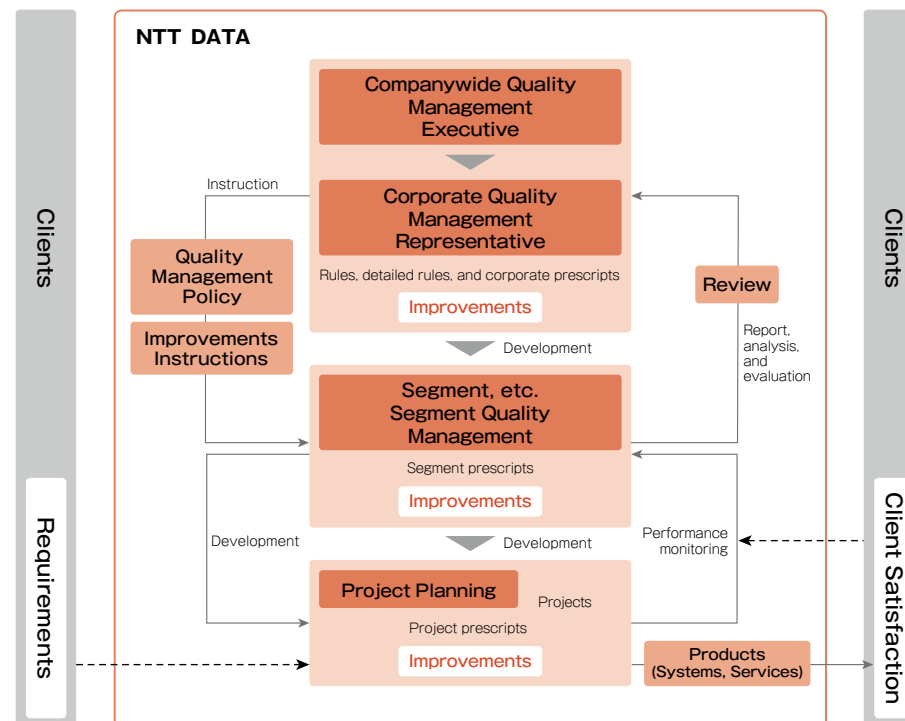 NTT DATA
Companywide Quality
Management
Executive
Instruction
Corporate Quality
Management
Representative
Clients
Clients
Quality
Management
Policy
Rules, detailed rules, and corporate prescripts
Review
Improvements
Improvements
Instructions
Report,
analysis,
and
evaluation
Development
Segment, etc.
Segment Quality
Management
Segment prescripts
Improvements
Requirements
Client Satisfaction
Development
Development
Performance
monitoring
Project Planning
Projects
Project prescripts
Improvements
Products
(Systems, Services)